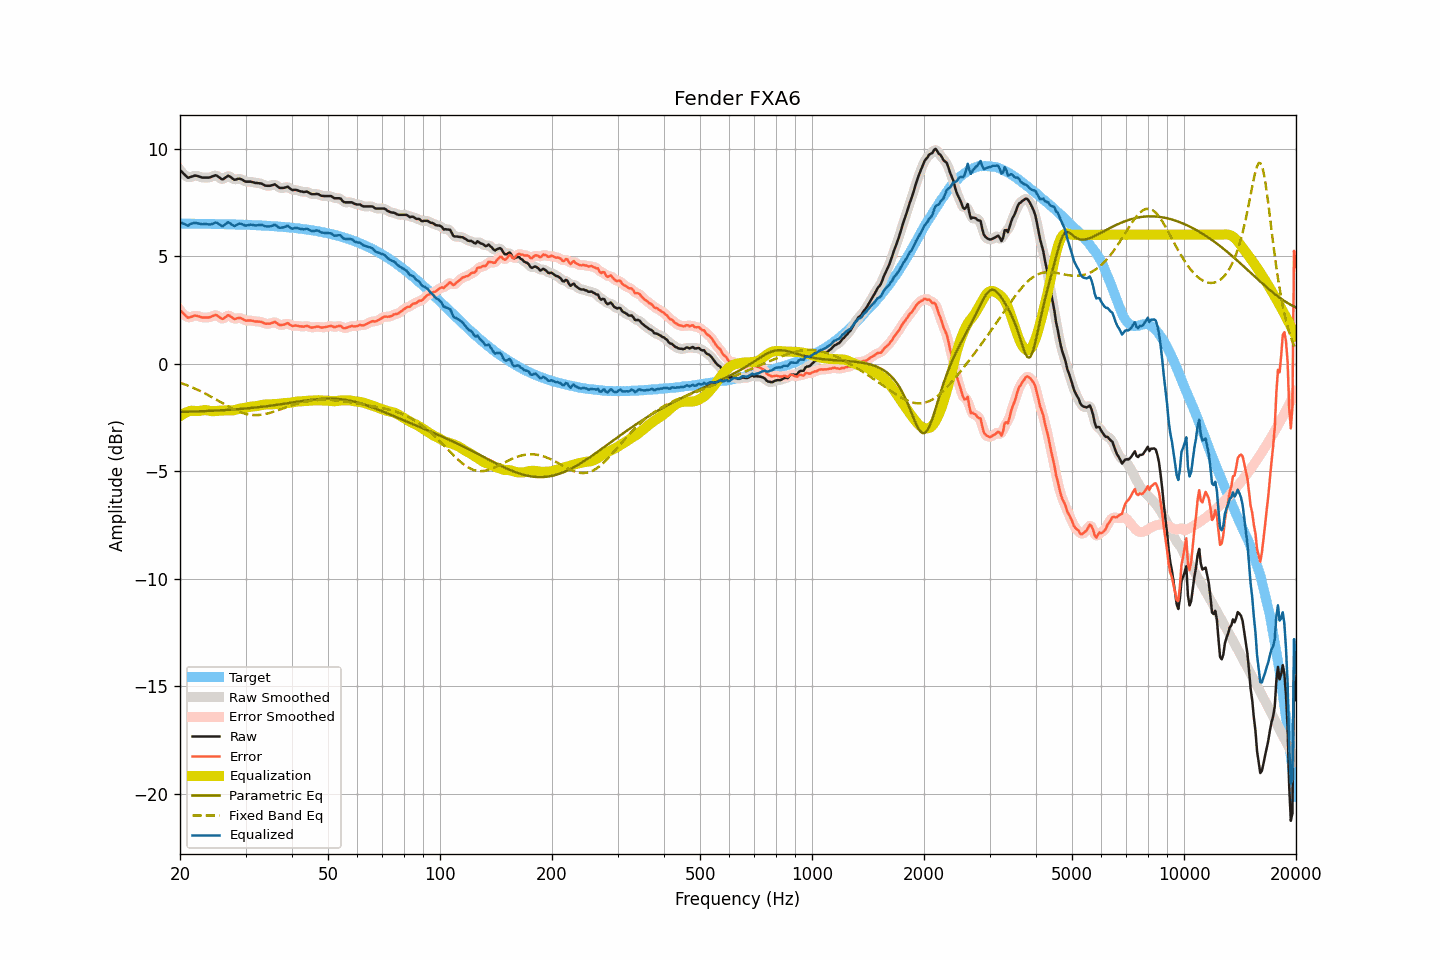 Fender FXA6
Amplitude (dBr)
10
5
0
−5
−10
−15
−20
Target
Raw Smoothed
Error Smoothed
Raw
Error
Equalization
Parametric Eq
Fixed Band Eq
Equalized
20 50 100 200 500 1000 2000 5000 10000 20000
Frequency (Hz)